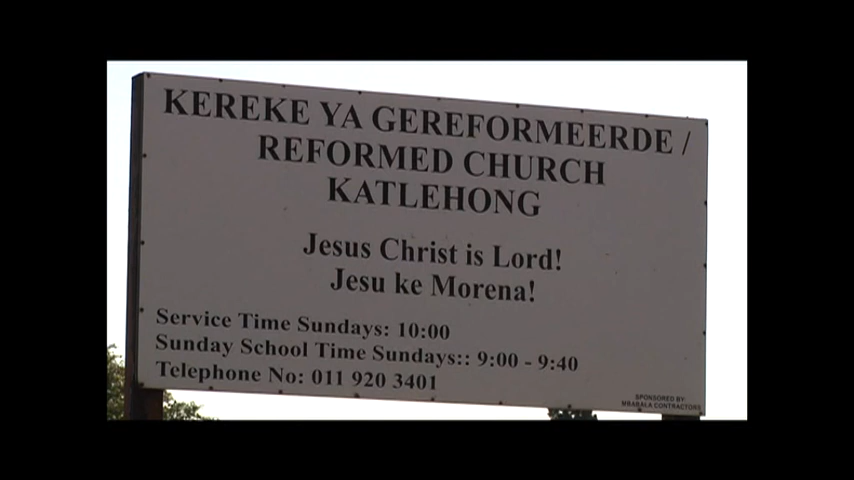 KEREKE YA GEREFORMEERDE /
REFORMED CHURCH
KATLEHONG
Jesus Christ is Lord!
Jesu ke Morena!
Service Time Sundays: 10:00
Sunday School Time Sundays:: 9:00 - 9:40
Telephone No: 011 920 3401
SPONSORED BY:
MBABALA CONTRACTORS